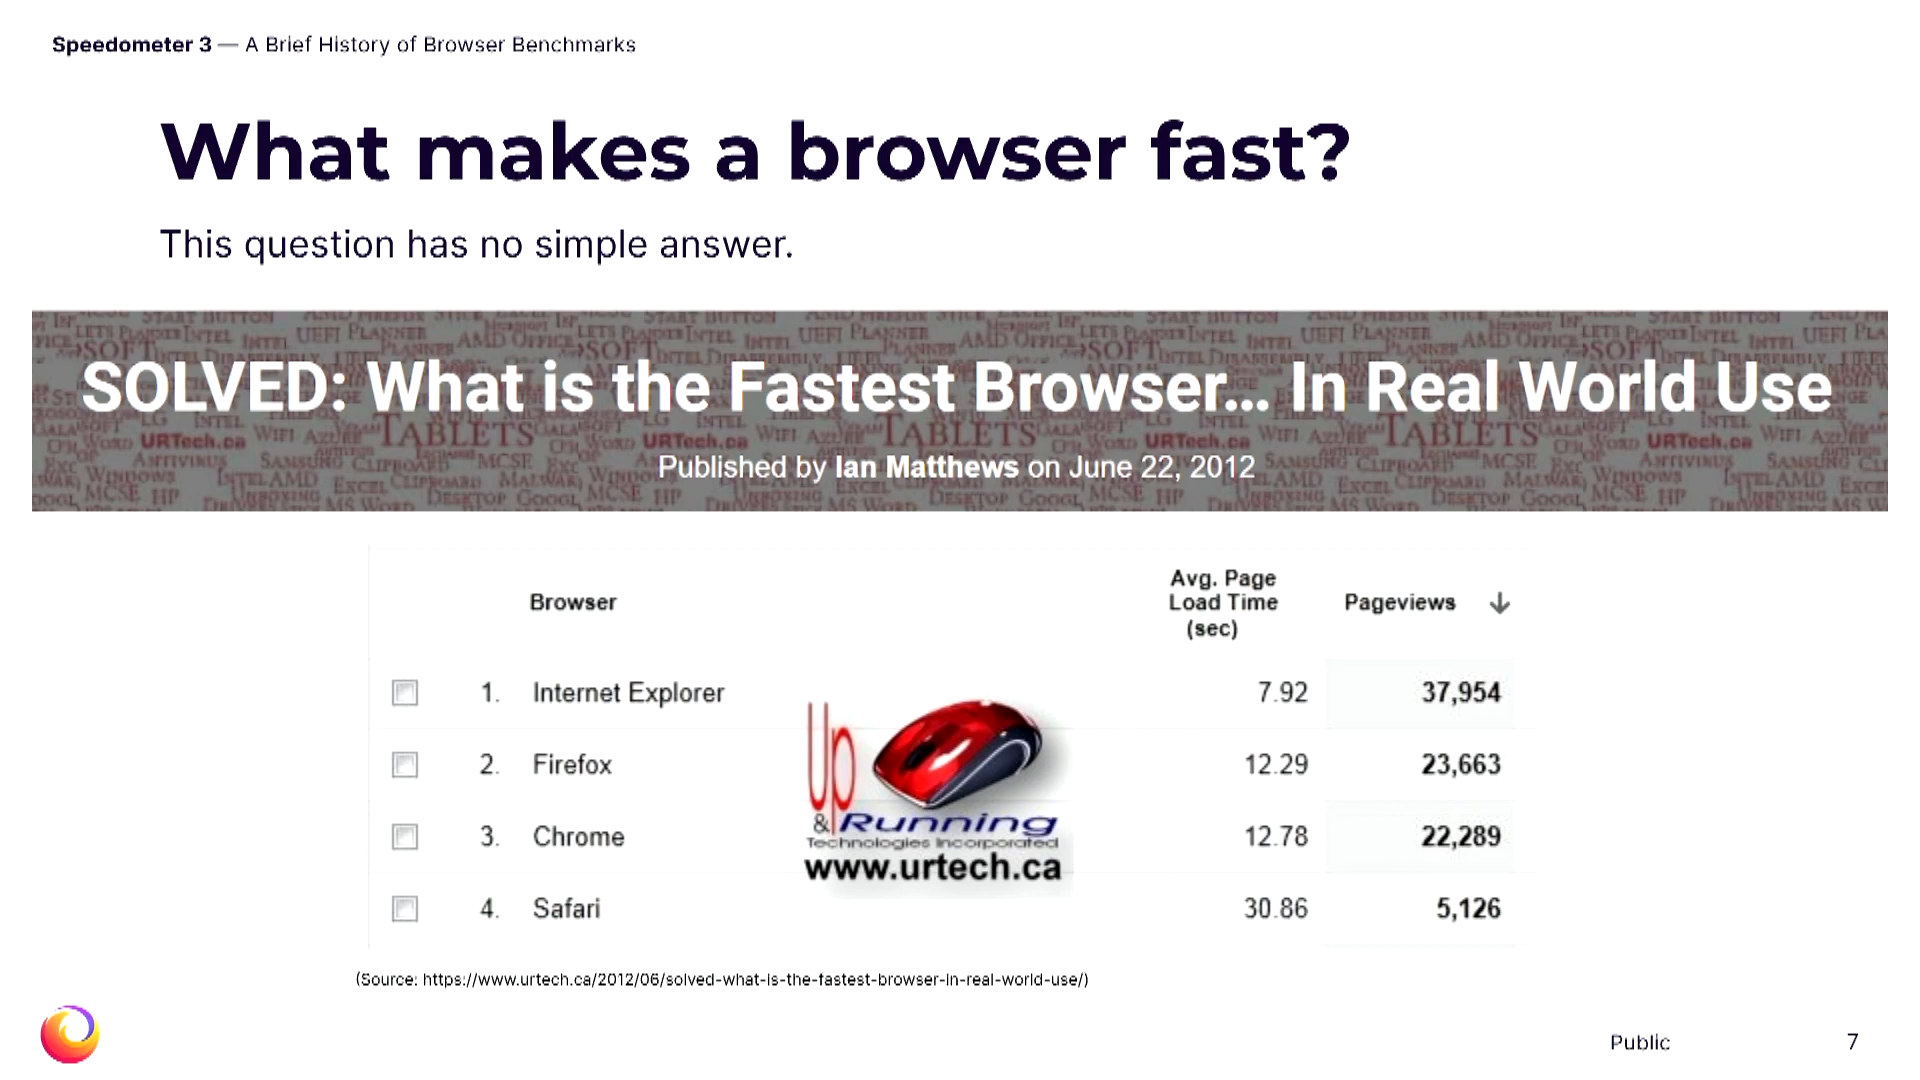 Speedometer 3 — A Brief History of Browser Benchmarks
What makes a browser fast?
This question has no simple answer.
SOLVED: What is the Fastest Browser... In Real World Use
Published by Ian Matthews on June 22, 2012
Browser
Avg. Page
Load Time
(sec)
Pageviews ↓
1. Internet Explorer 7.92 37,954
2. Firefox 12.29 23,663
3. Chrome 12.78 22,289
4. Safari 30.86 5,126
Up
& Running
Technologies Incorporated
www.urtech.ca
(Source: https://www.urtech.ca/2012/06/solved-what-is-the-fastest-browser-in-real-world-use/)
Public 7